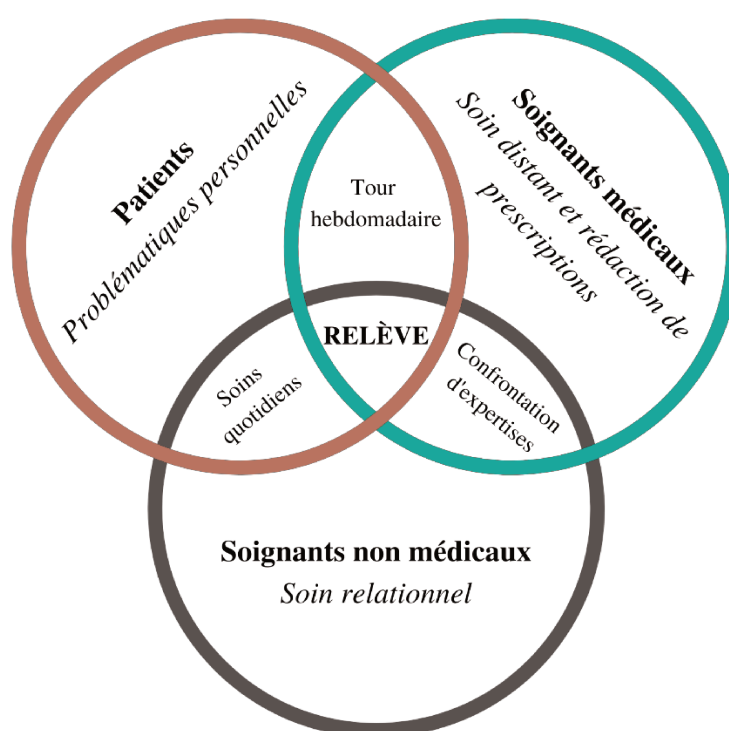 Patients
Problématiques personnelles
Soignants médicaux
Soin distant et rédaction de
prescriptions
Tour
hebdomadaire
RELÈVE
Soins
quotidiens
Confrontation
d'expertises
Soignants non médicaux
Soin relationnel